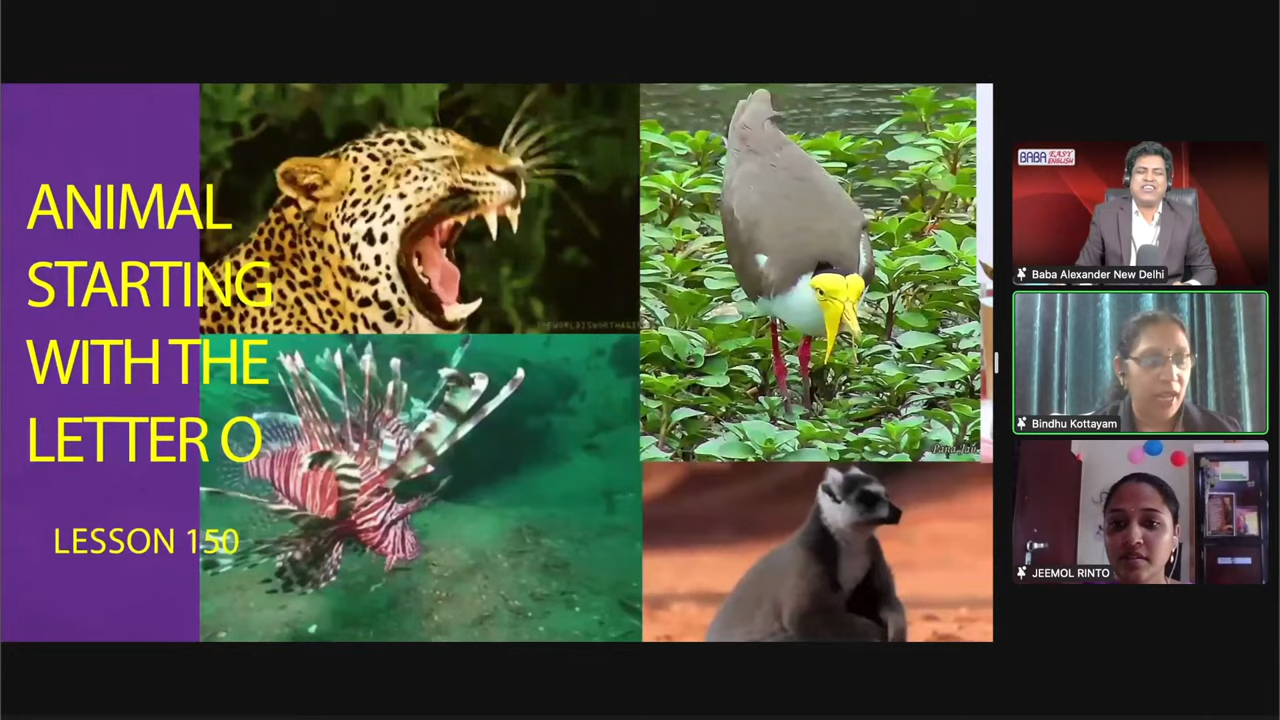 ANIMAL
STARTING
WITH THE
LETTER O
LESSON 150
BABA EASY
ENGLISH
Baba Alexander New Delhi
Bindhu Kottayam
JEEMOL RINTO